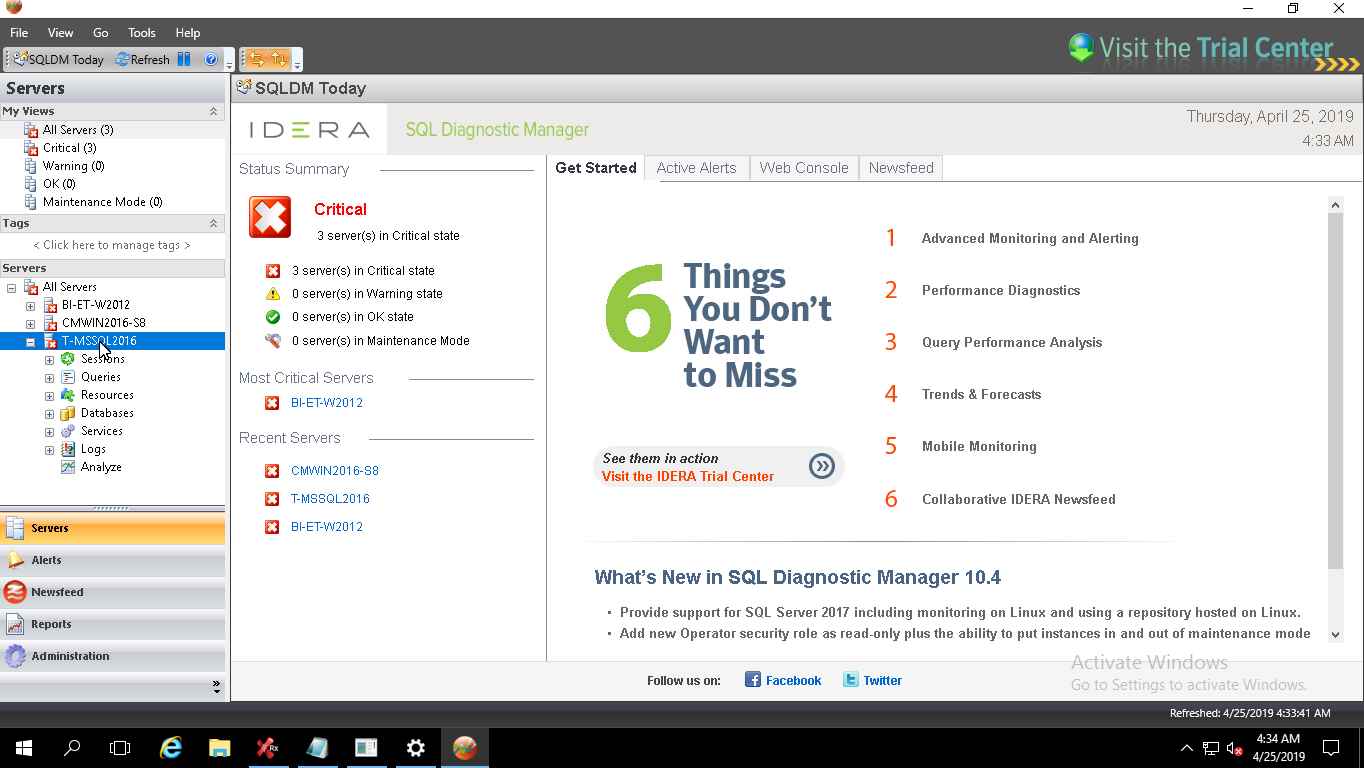 File View Go Tools Help
SQLDM Today Refresh
Visit the Trial Center
Servers
My Views
All Servers (3)
Critical (3)
Warning (0)
OK (0)
Maintenance Mode (0)
Tags
< Click here to manage tags >
Servers
All Servers
BI-ET-W2012
CMWIN2016-S8
T-MSSQL2016
Sessions
Queries
Resources
Databases
Services
Logs
Analyze
Servers
Alerts
Newsfeed
Reports
Administration
SQLDM Today
IDERA
SQL Diagnostic Manager
Thursday, April 25, 2019
4:33 AM
Status Summary
Critical
3 server(s) in Critical state
3 server(s) in Critical state
0 server(s) in Warning state
0 server(s) in OK state
0 server(s) in Maintenance Mode
Most Critical Servers
BI-ET-W2012
Recent Servers
CMWIN2016-S8
T-MSSQL2016
BI-ET-W2012
Get Started Active Alerts Web Console Newsfeed
6 Things
You Don't
Want
to Miss
See them in action
Visit the IDERA Trial Center
1 Advanced Monitoring and Alerting
2 Performance Diagnostics
3 Query Performance Analysis
4 Trends & Forecasts
5 Mobile Monitoring
6 Collaborative IDERA Newsfeed
What's New in SQL Diagnostic Manager 10.4
• Provide support for SQL Server 2017 including monitoring on Linux and using a repository hosted on Linux.
• Add new Operator security role as read-only plus the ability to put instances in and out of maintenance mode
Activate Windows
Go to Settings to activate Windows.
Follow us on: Facebook Twitter
Refreshed: 4/25/2019 4:33:41 AM
Rx
4:34 AM
4/25/2019